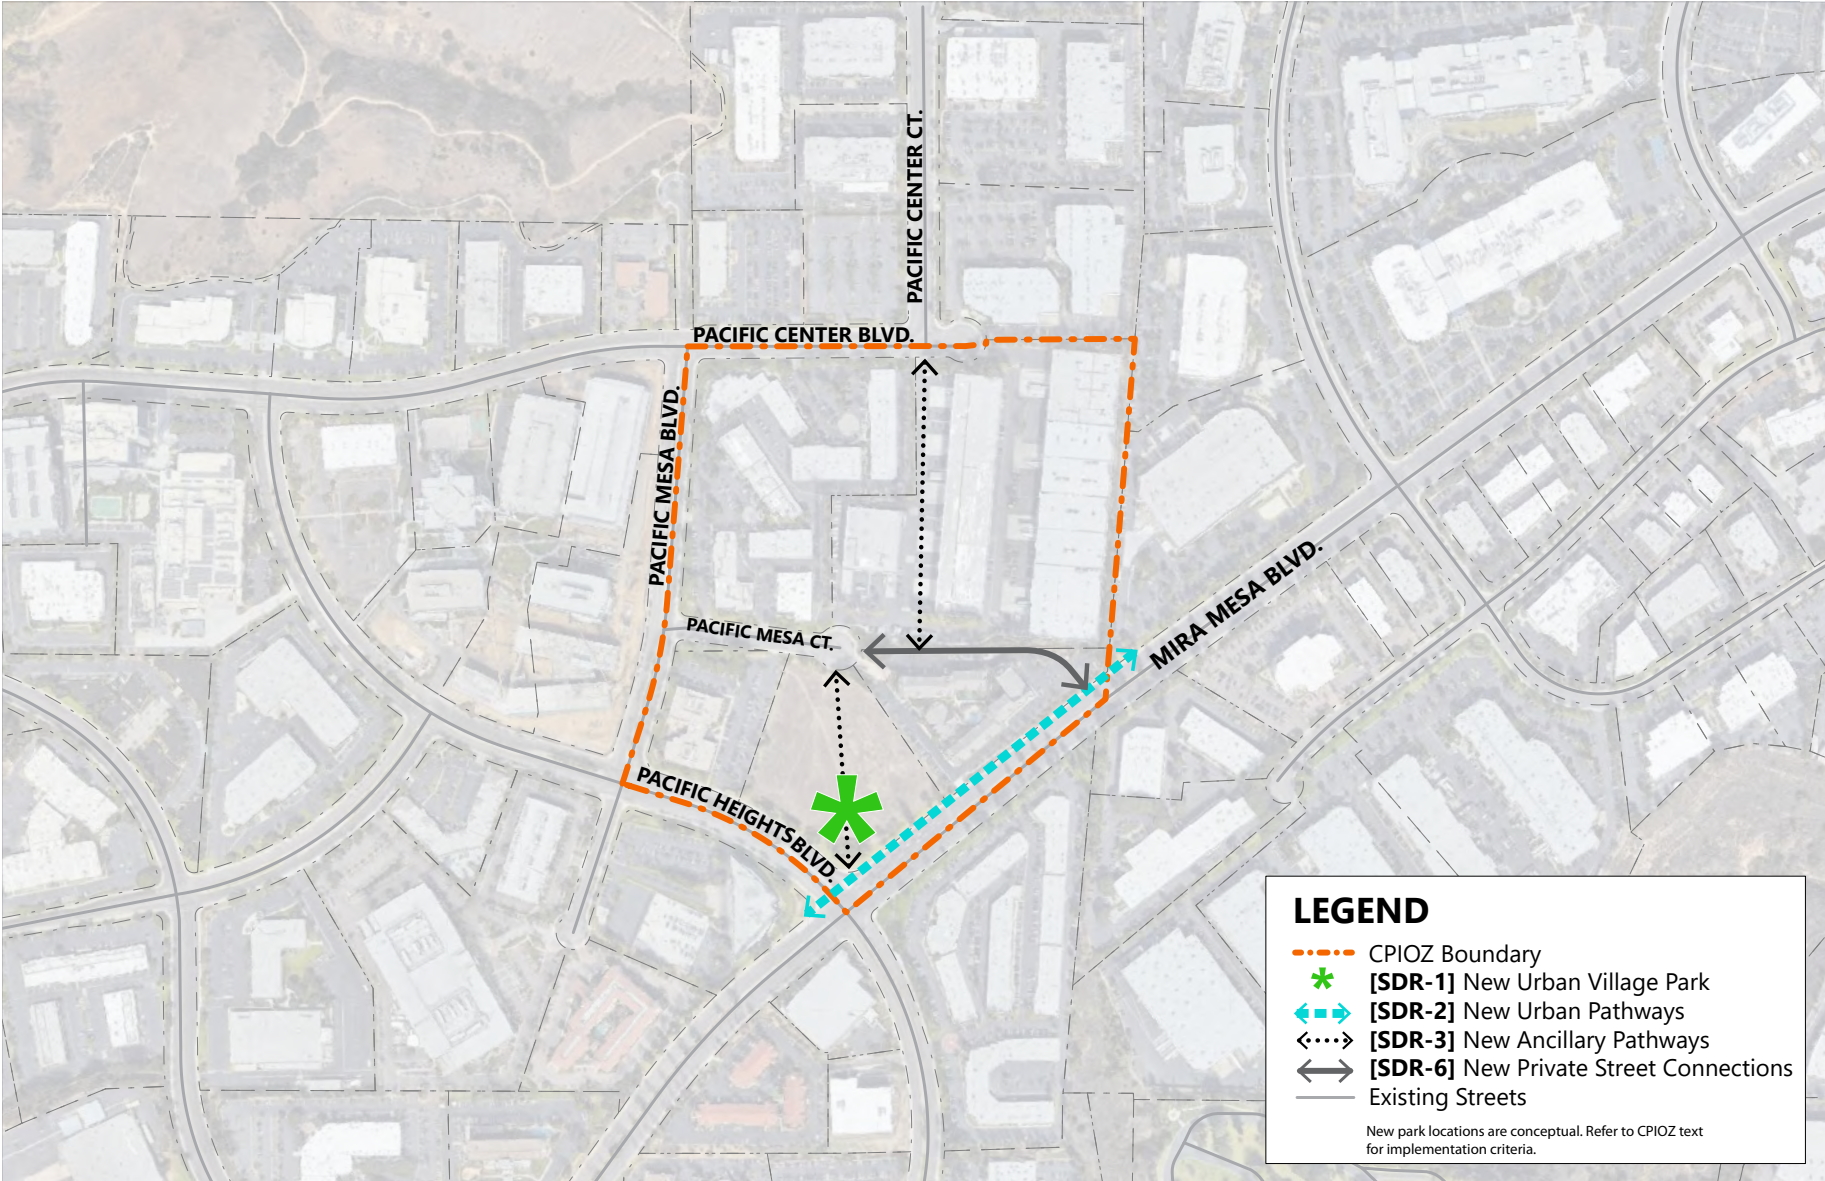 PACIFIC CENTER CT.
PACIFIC CENTER BLVD.
PACIFIC MESA BLVD.
PACIFIC MESA CT.
MIRA MESA BLVD.
PACIFIC HEIGHTS BLVD.
LEGEND
CPIOZ Boundary
[SDR-1] New Urban Village Park
[SDR-2] New Urban Pathways
[SDR-3] New Ancillary Pathways
[SDR-6] New Private Street Connections
Existing Streets
New park locations are conceptual. Refer to CPIOZ text
for implementation criteria.